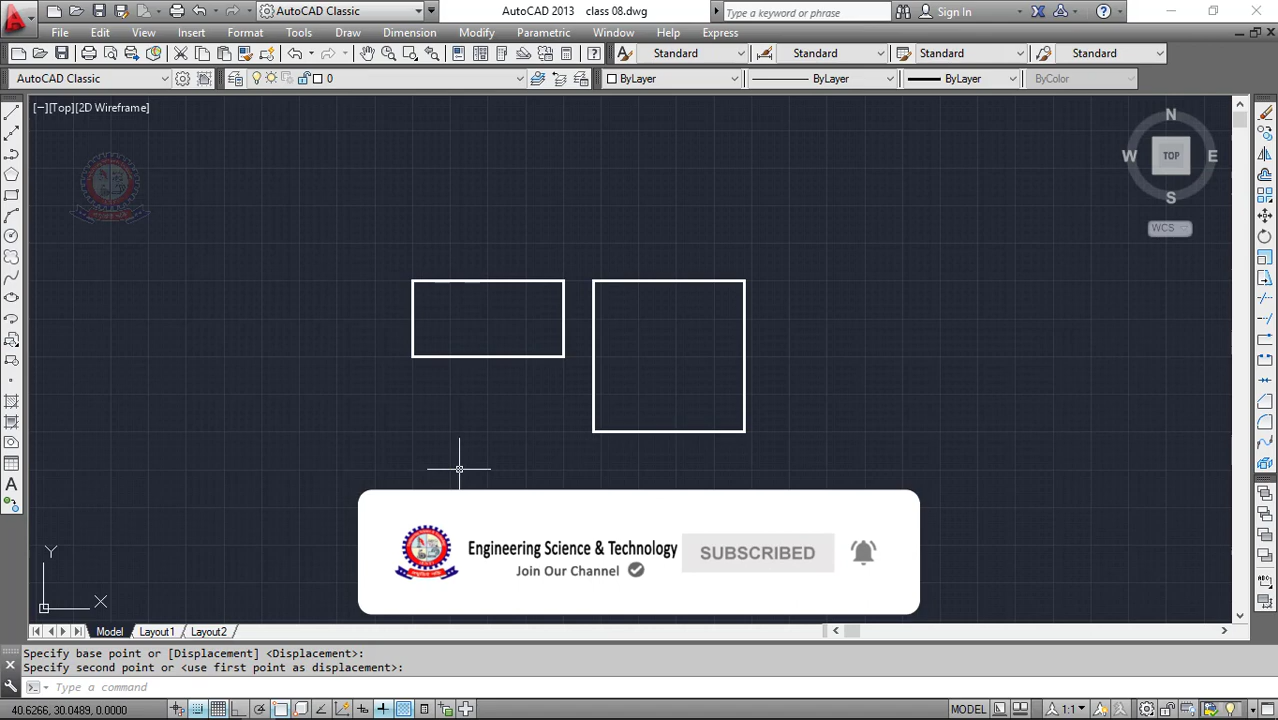 AutoCAD Classic
AutoCAD 2013 class 08.dwg
Type a keyword or phrase
Sign In
File Edit View Insert Format Tools Draw Dimension Modify Parametric Window Help Express
Standard Standard Standard Standard
AutoCAD Classic 0 ByLayer ByLayer ByLayer ByColor
[−][Top][2D Wireframe]
N
W TOP E
S
WCS
Engineering Science & Technology
Join Our Channel
SUBSCRIBED
Y
X
Model Layout1 Layout2
Specify base point or [Displacement] <Displacement>:
Specify second point or <use first point as displacement>:
Type a command
40.6266, 30.0489, 0.0000 MODEL 1:1